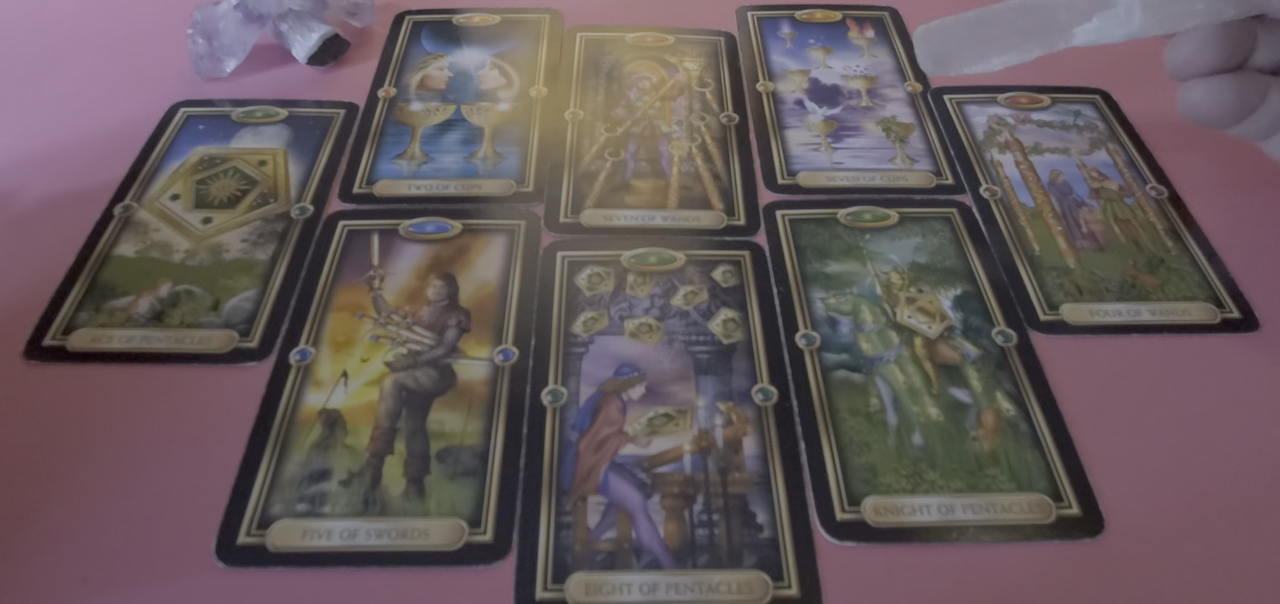 TWO OF CUPS
SEVEN OF WANDS
SEVEN OF CUPS
ACE OF PENTACLES
FOUR OF WANDS
FIVE OF SWORDS
EIGHT OF PENTACLES
KNIGHT OF PENTACLES